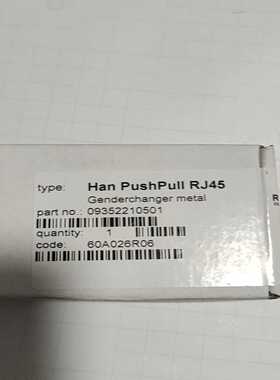 type: Han PushPull RJ45
Genderchanger metal
part no.: 09352210501
quantity: 1
code: 60A026R06